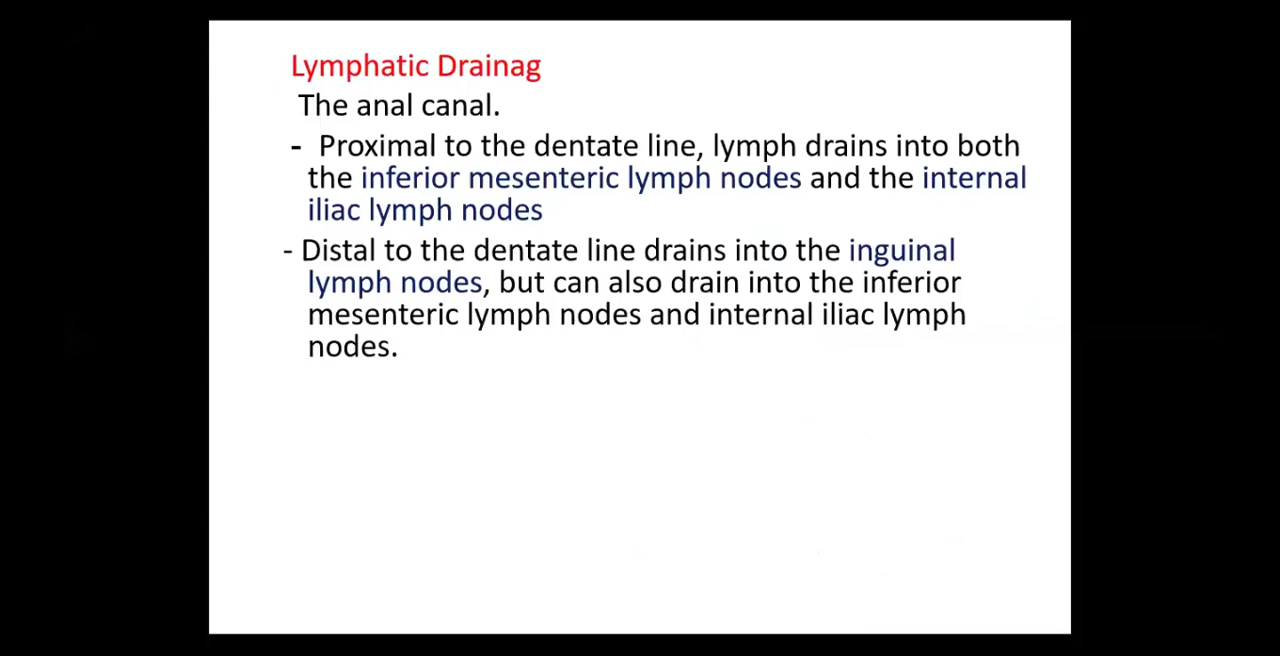 Lymphatic Drainag
The anal canal.
- Proximal to the dentate line, lymph drains into both
the inferior mesenteric lymph nodes and the internal
iliac lymph nodes
- Distal to the dentate line drains into the inguinal
lymph nodes, but can also drain into the inferior
mesenteric lymph nodes and internal iliac lymph
nodes.